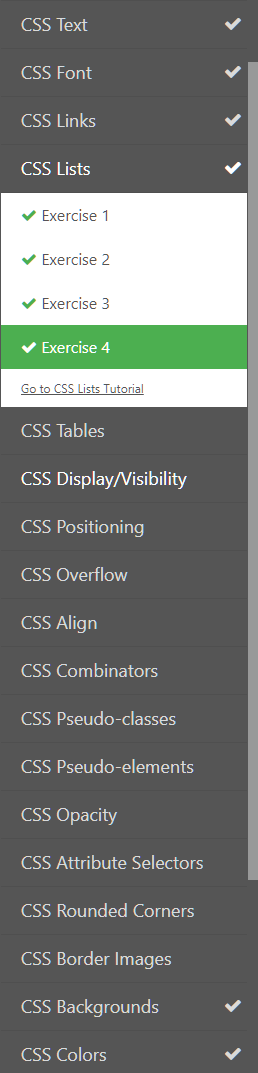 CSS Text
CSS Font
CSS Links
CSS Lists
Exercise 1
Exercise 2
Exercise 3
Exercise 4
Go to CSS Lists Tutorial
CSS Tables
CSS Display/Visibility
CSS Positioning
CSS Overflow
CSS Align
CSS Combinators
CSS Pseudo-classes
CSS Pseudo-elements
CSS Opacity
CSS Attribute Selectors
CSS Rounded Corners
CSS Border Images
CSS Backgrounds
CSS Colors